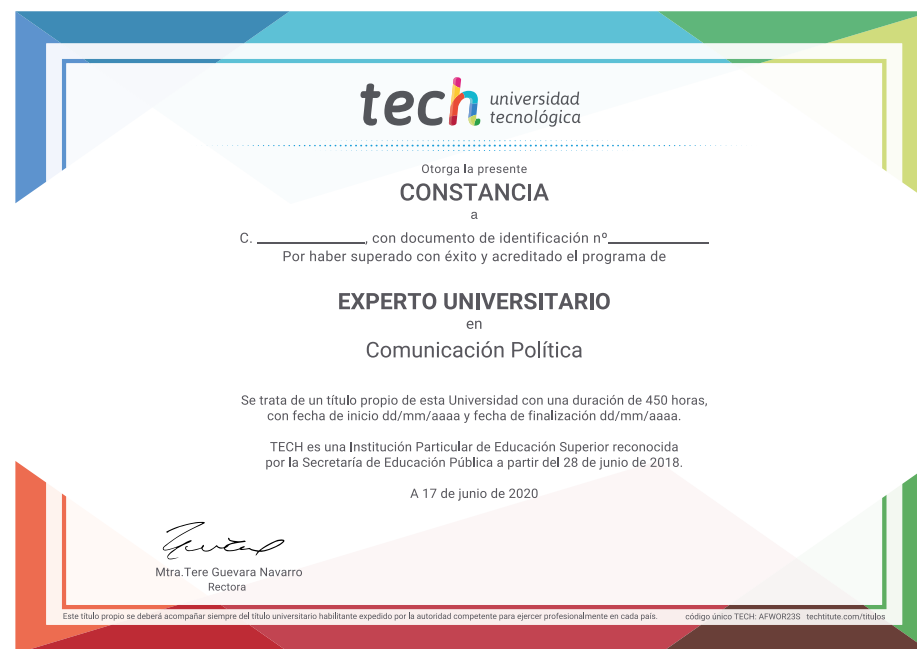 tech universidad
tecnológica
Otorga la presente
CONSTANCIA
a
C. ____________, con documento de identificación nº____________
Por haber superado con éxito y acreditado el programa de
EXPERTO UNIVERSITARIO
en
Comunicación Política
Se trata de un título propio de esta Universidad con una duración de 450 horas,
con fecha de inicio dd/mm/aaaa y fecha de finalización dd/mm/aaaa.
TECH es una Institución Particular de Educación Superior reconocida
por la Secretaría de Educación Pública a partir del 28 de junio de 2018.
A 17 de junio de 2020
Mtra.Tere Guevara Navarro
Rectora
Este título propio se deberá acompañar siempre del título universitario habilitante expedido por la autoridad competente para ejercer profesionalmente en cada país. código único TECH: AFWOR23S techtitute.com/titulos